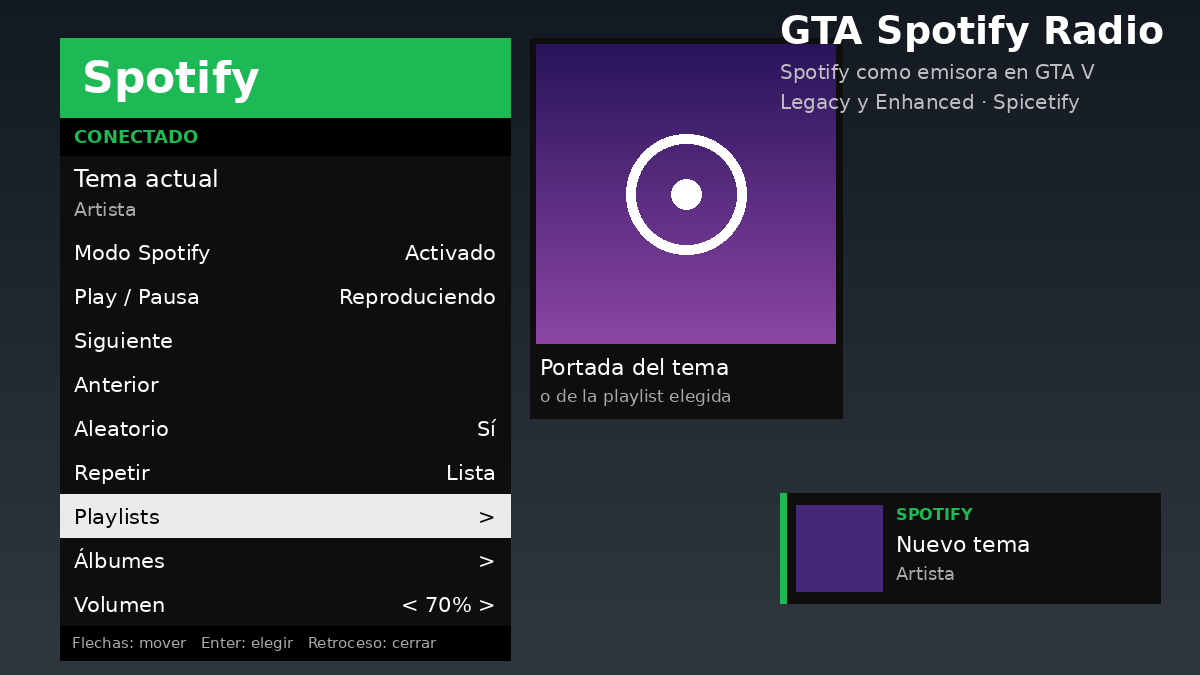 Spotify
CONECTADO
Tema actual
Artista
Modo Spotify Activado
Play / Pausa Reproduciendo
Siguiente
Anterior
Aleatorio Sí
Repetir Lista
Playlists >
Álbumes >
Volumen < 70% >
Flechas: mover Enter: elegir Retroceso: cerrar
Portada del tema
o de la playlist elegida
GTA Spotify Radio
Spotify como emisora en GTA V
Legacy y Enhanced · Spicetify
SPOTIFY
Nuevo tema
Artista